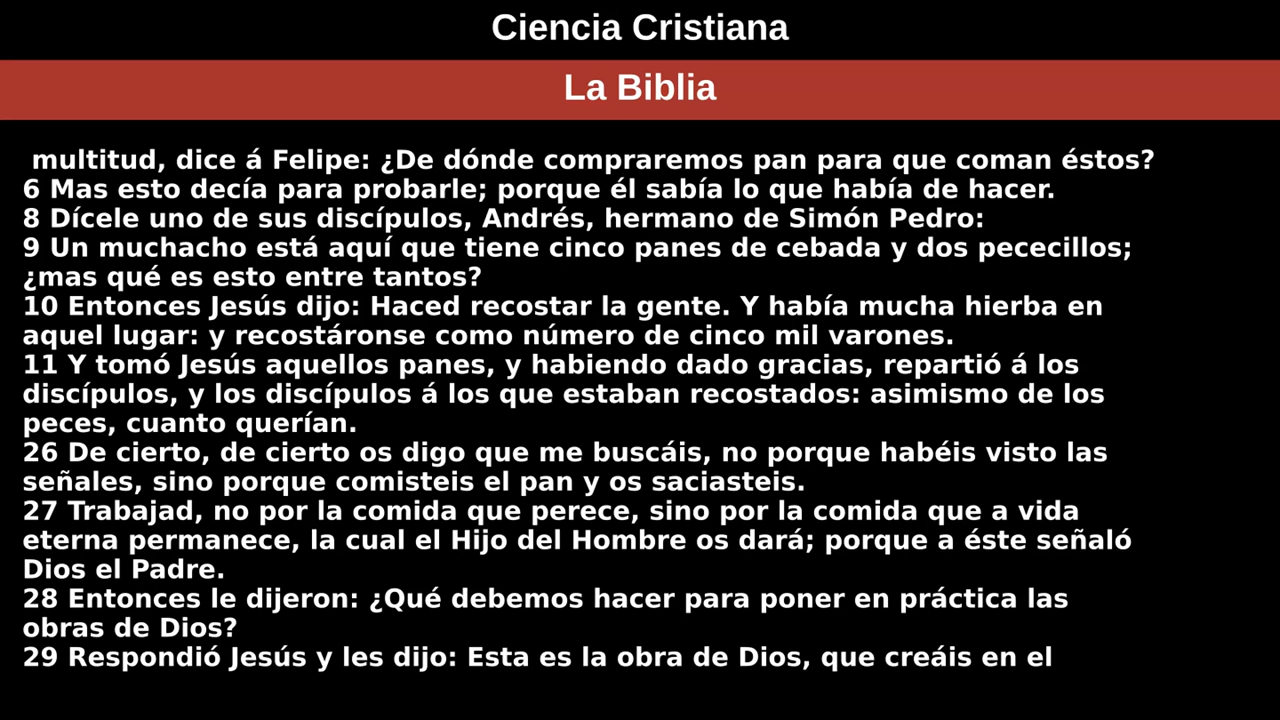 Ciencia Cristiana
La Biblia
multitud, dice á Felipe: ¿De dónde compraremos pan para que coman éstos?
6 Mas esto decía para probarle; porque él sabía lo que había de hacer.
8 Dícele uno de sus discípulos, Andrés, hermano de Simón Pedro:
9 Un muchacho está aquí que tiene cinco panes de cebada y dos pececillos;
¿mas qué es esto entre tantos?
10 Entonces Jesús dijo: Haced recostar la gente. Y había mucha hierba en
aquel lugar: y recostáronse como número de cinco mil varones.
11 Y tomó Jesús aquellos panes, y habiendo dado gracias, repartió á los
discípulos, y los discípulos á los que estaban recostados: asimismo de los
peces, cuanto querían.
26 De cierto, de cierto os digo que me buscáis, no porque habéis visto las
señales, sino porque comisteis el pan y os saciasteis.
27 Trabajad, no por la comida que perece, sino por la comida que a vida
eterna permanece, la cual el Hijo del Hombre os dará; porque a éste señaló
Dios el Padre.
28 Entonces le dijeron: ¿Qué debemos hacer para poner en práctica las
obras de Dios?
29 Respondió Jesús y les dijo: Esta es la obra de Dios, que creáis en el